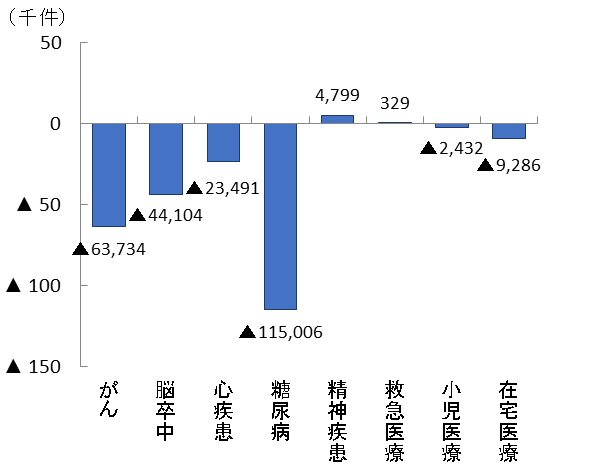 （千件）
50
0
▲ 50
▲ 100
▲ 150
4,799
329
▲2,432
▲9,286
▲23,491
▲44,104
▲63,734
▲115,006
がん
脳卒中
心疾患
糖尿病
精神疾患
救急医療
小児医療
在宅医療